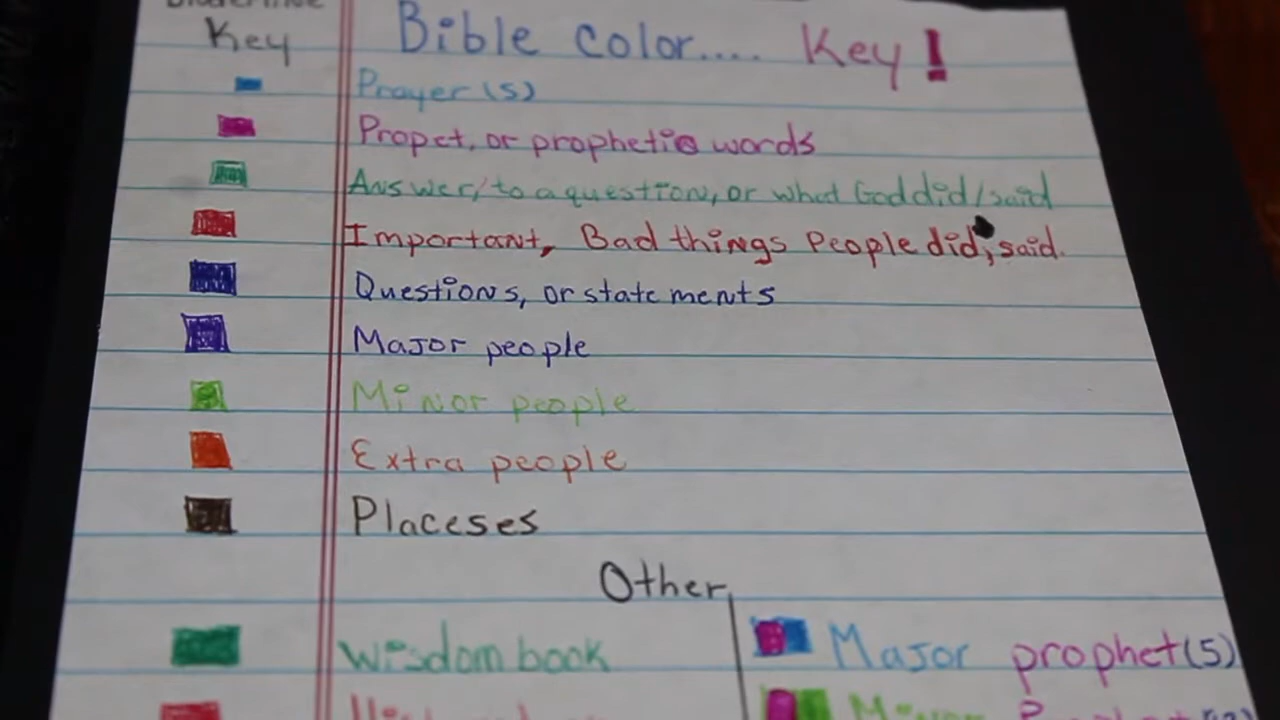 Key
Bible color.... Key!
Prayer(s)
Propet, or prophetic words
Answer/to a question, or what God did/said
Important, Bad things People did, said.
Questions, or statements
Major people
Minor people
Extra people
Placeses
Other
Wisdom book
Major prophet(s)